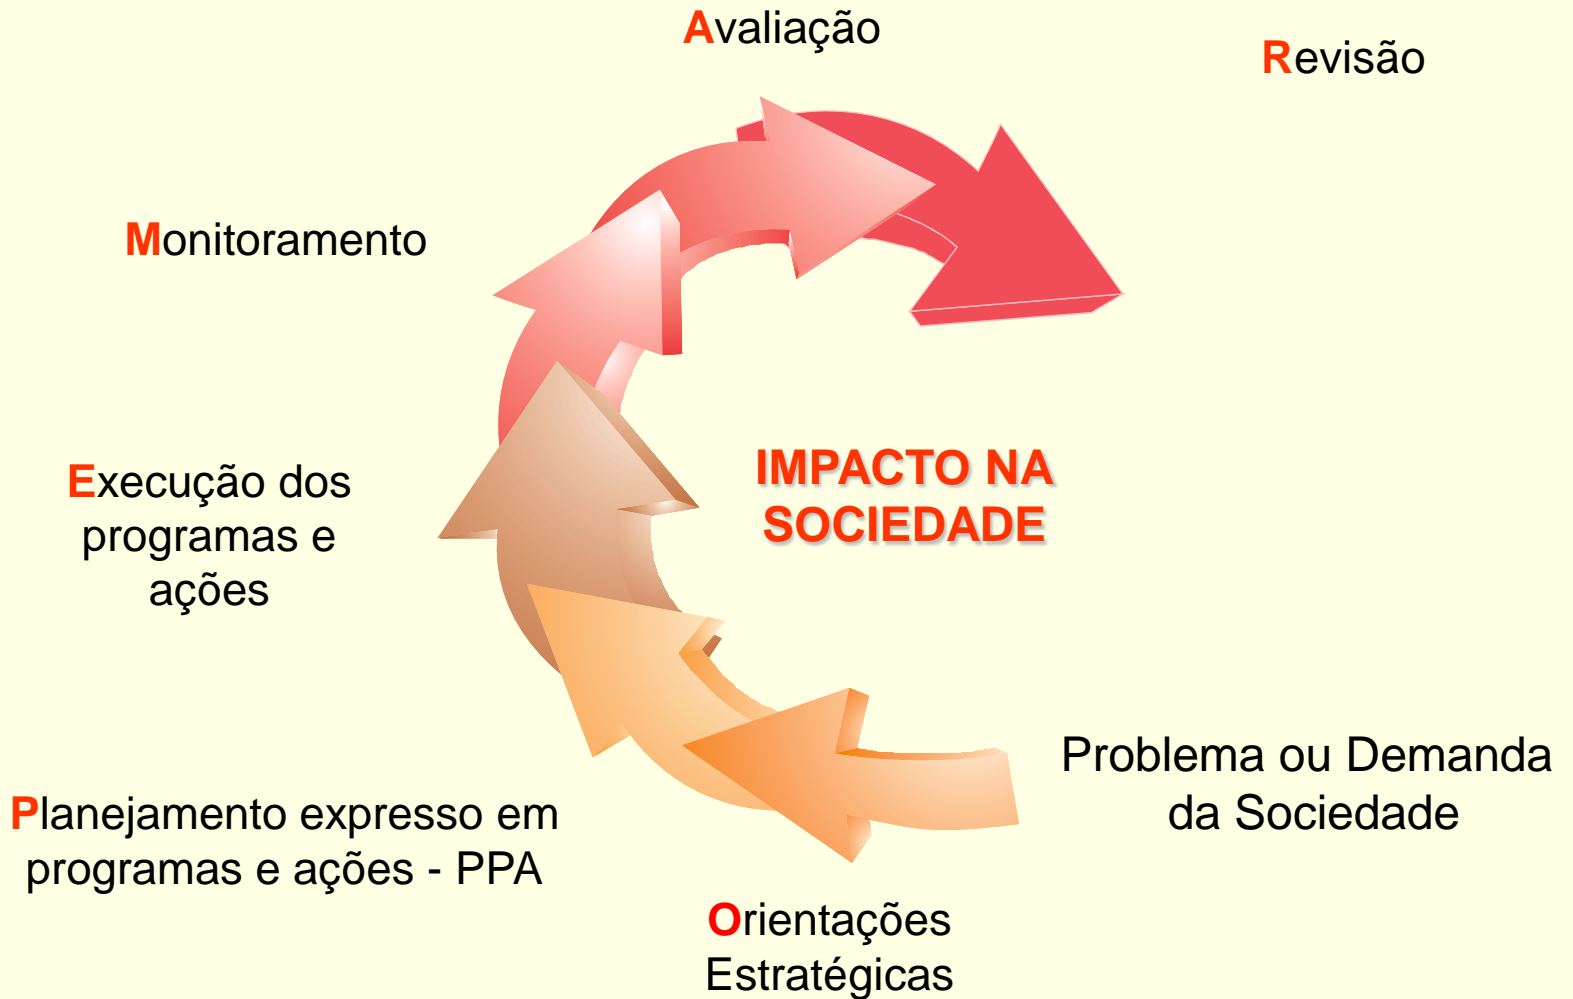 Avaliação
Revisão
Monitoramento
IMPACTO NA
SOCIEDADE
Execução dos
programas e
ações
Problema ou Demanda
da Sociedade
Planejamento expresso em
programas e ações - PPA
Orientações
Estratégicas